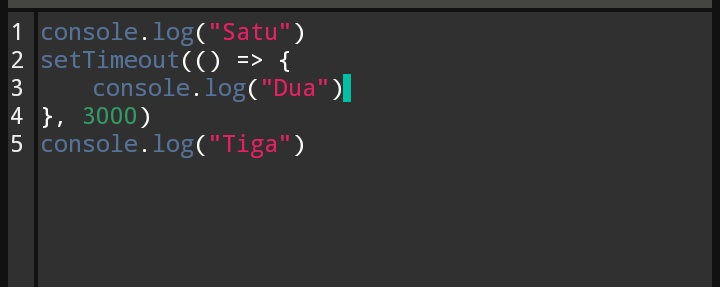 1 console.log("Satu")
2 setTimeout(() => {
3     console.log("Dua")
4 }, 3000)
5 console.log("Tiga")